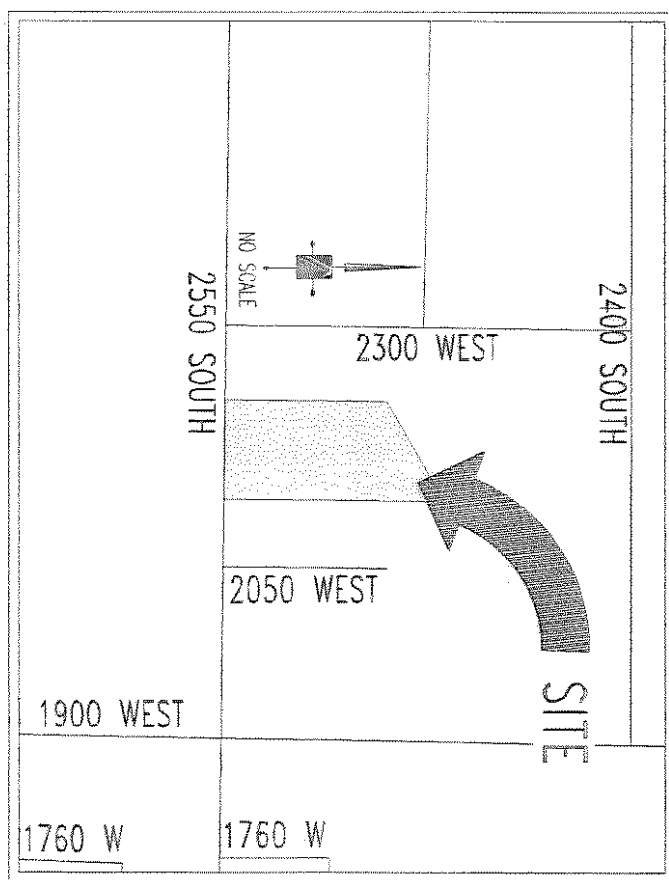 2400 SOUTH
2300 WEST
NO SCALE
2550 SOUTH
2050 WEST
SITE
1900 WEST
1760 W
1760 W